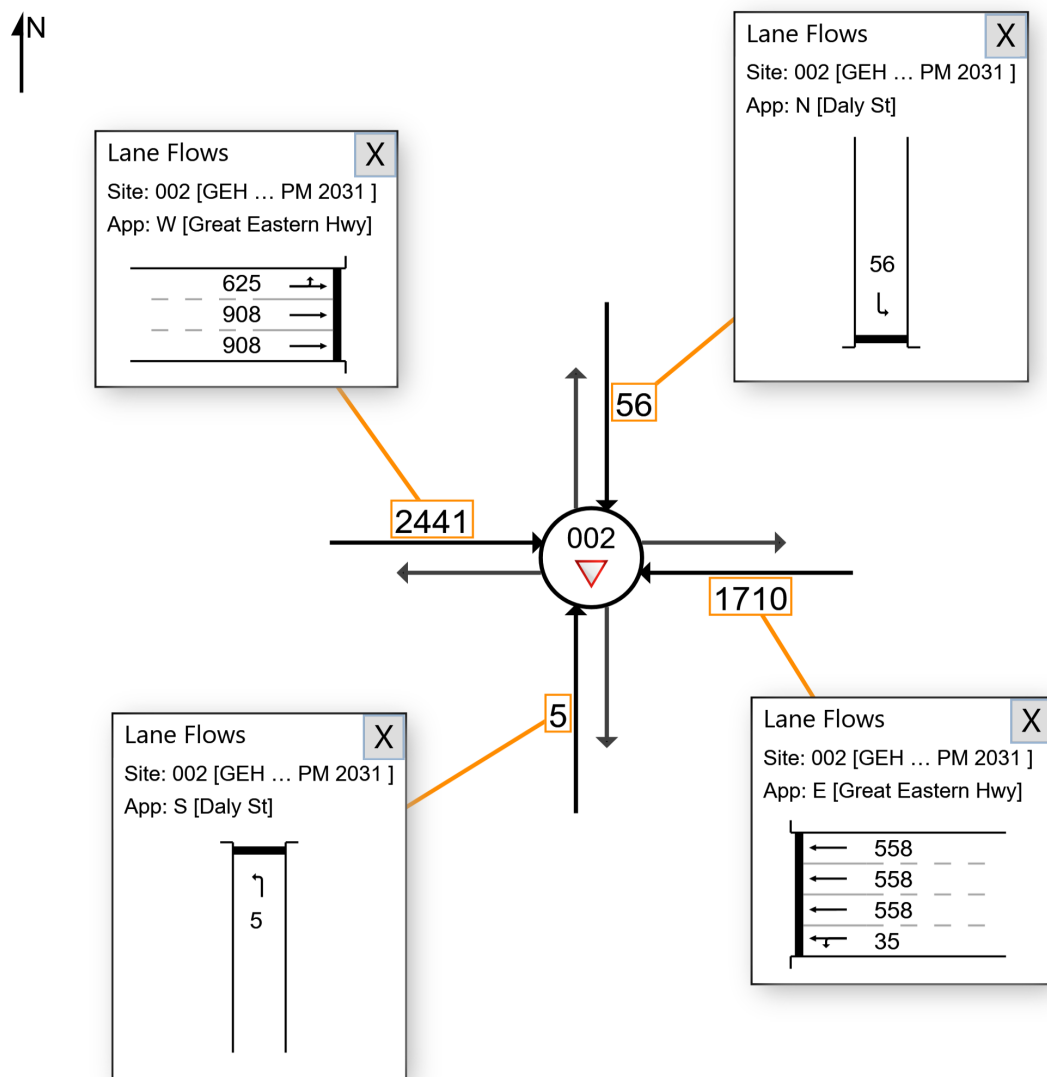 N
Lane Flows
X
Site: 002 [GEH ... PM 2031 ]
App: N [Daly St]
56
Lane Flows
X
Site: 002 [GEH ... PM 2031 ]
App: W [Great Eastern Hwy]
625
908
908
56
2441
002
1710
5
Lane Flows
X
Site: 002 [GEH ... PM 2031 ]
App: S [Daly St]
5
Lane Flows
X
Site: 002 [GEH ... PM 2031 ]
App: E [Great Eastern Hwy]
558
558
558
35